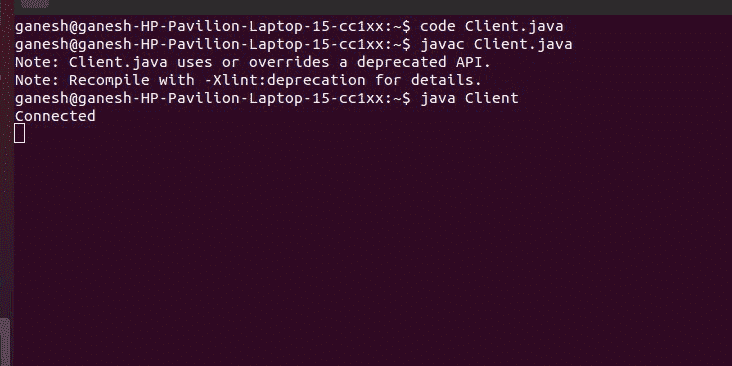 ganesh@ganesh-HP-Pavilion-Laptop-15-cc1xx:~$ code Client.java
ganesh@ganesh-HP-Pavilion-Laptop-15-cc1xx:~$ javac Client.java
Note: Client.java uses or overrides a deprecated API.
Note: Recompile with -Xlint:deprecation for details.
ganesh@ganesh-HP-Pavilion-Laptop-15-cc1xx:~$ java Client
Connected